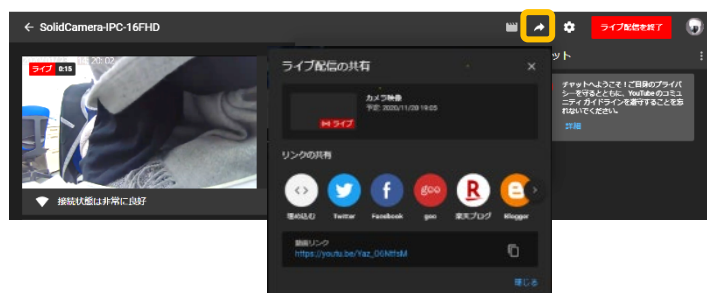 ← SolidCamera-IPC-16FHD
ライブ配信を終了
ライブ 0:15
20:02
接続状態は非常に良好
ライブ配信の共有
×
カメラ映像
予定: 2020/11/20 19:05
ライブ
リンクの共有
埋め込む
Twitter
Facebook
goo
楽天ブログ
Blogger
動画リンク
https://youtu.be/Yaz_O6MtfsM
閉じる
ット
チャットへようこそ！ご自身のプライバ
シーを守るとともに、YouTube のコミュ
ニティ ガイドラインを遵守することを忘
れないでください。
詳細